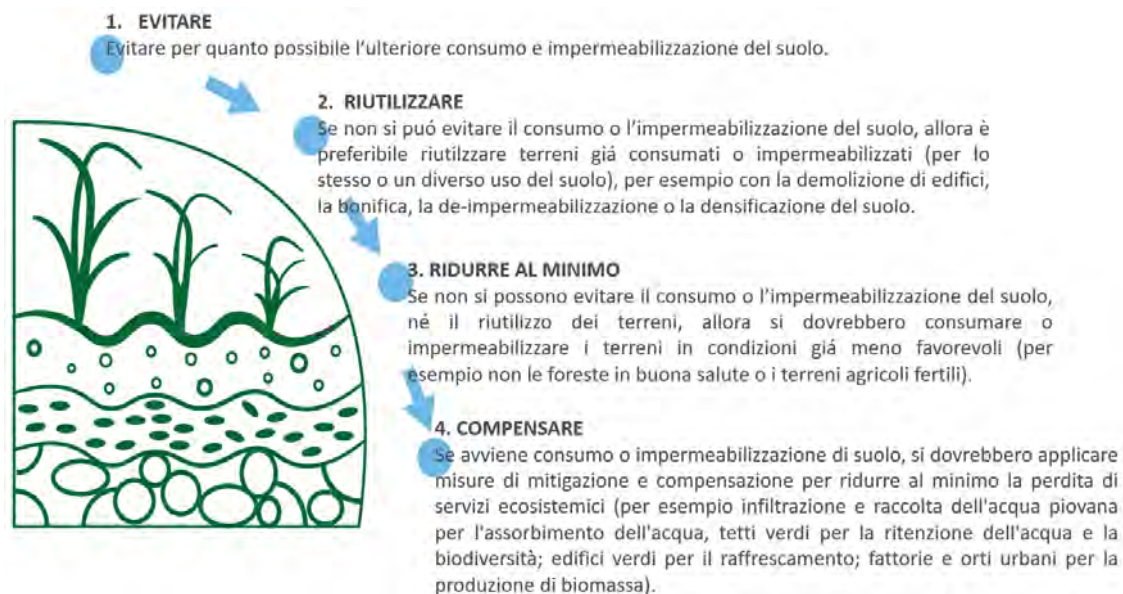 1. EVITARE
Evitare per quanto possibile l'ulteriore consumo e impermeabilizzazione del suolo.
2. RIUTILIZZARE
Se non si puó evitare il consumo o l'impermeabilizzazione del suolo, allora è
preferibile riutilzzare terreni giá consumati o impermeabilizzati (per lo
stesso o un diverso uso del suolo), per esempio con la demolizione di edifici,
la bonifica, la de-impermeabilizzazione o la densificazione del suolo.
3. RIDURRE AL MINIMO
Se non si possono evitare il consumo o l'impermeabilizzazione del suolo,
né il riutilizzo dei terreni, allora si dovrebbero consumare o
impermeabilizzare i terreni in condizioni giá meno favorevoli (per
esempio non le foreste in buona salute o i terreni agricoli fertili).
4. COMPENSARE
Se avviene consumo o impermeabilizzazione di suolo, si dovrebbero applicare
misure di mitigazione e compensazione per ridurre al minimo la perdita di
servizi ecosistemici (per esempio infiltrazione e raccolta dell'acqua piovana
per l'assorbimento dell'acqua, tetti verdi per la ritenzione dell'acqua e la
biodiversità; edifici verdi per il raffrescamento; fattorie e orti urbani per la
produzione di biomassa).